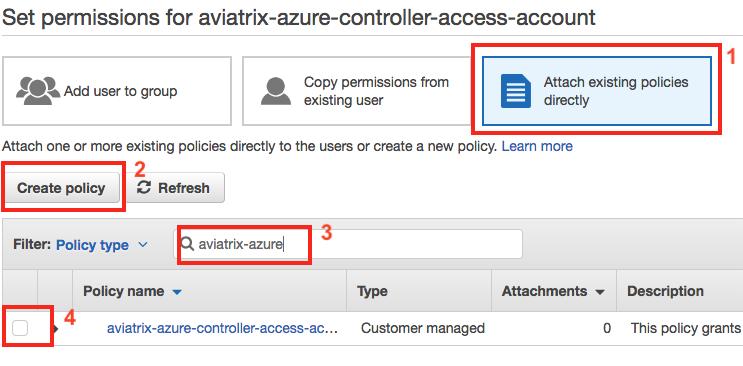 Set permissions for aviatrix-azure-controller-access-account
1
Add user to group
Copy permissions from
existing user
Attach existing policies
directly
Attach one or more existing policies directly to the users or create a new policy. Learn more
2
Create policy
Refresh
3
Filter: Policy type
aviatrix-azure
Policy name Type Attachments Description
4
aviatrix-azure-controller-access-ac… Customer managed 0 This policy grants